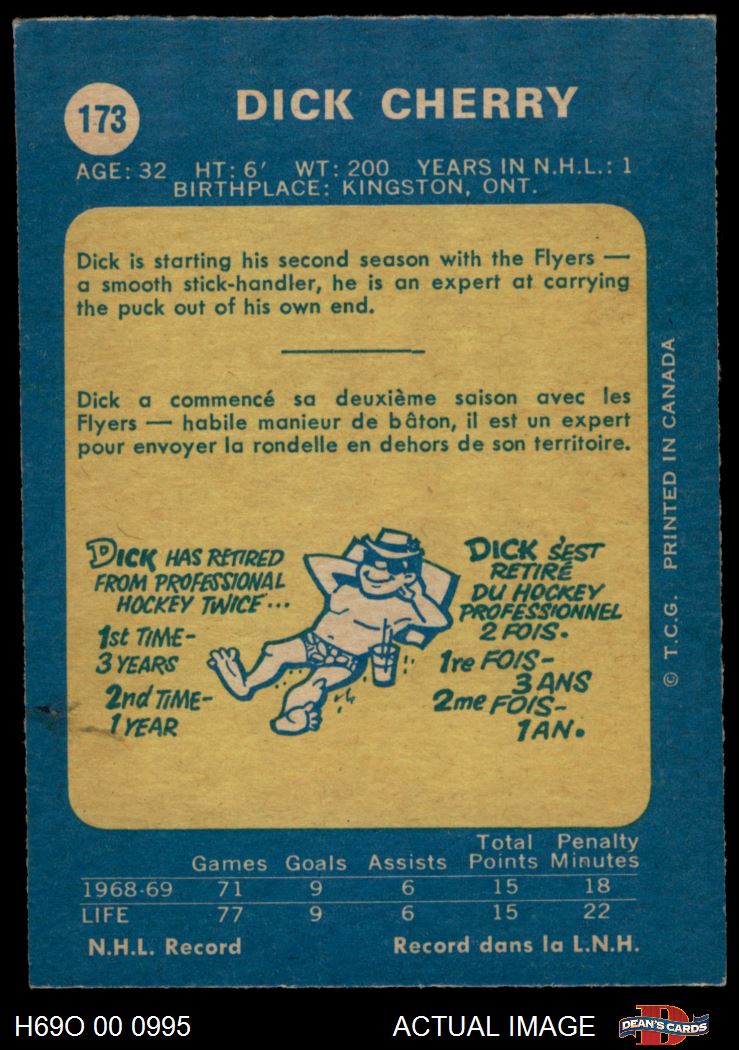 173
DICK CHERRY
AGE: 32 HT: 6' WT: 200 YEARS IN N.H.L.: 1
BIRTHPLACE: KINGSTON, ONT.
Dick is starting his second season with the Flyers —
a smooth stick-handler, he is an expert at carrying
the puck out of his own end.
Dick a commencé sa deuxième saison avec les
Flyers — habile manieur de bâton, il est un expert
pour envoyer la rondelle en dehors de son territoire.
DICK HAS RETIRED
FROM PROFESSIONAL
HOCKEY TWICE...
1st TIME-
3 YEARS
2nd TIME-
1 YEAR
DICK S'EST
RETIRÉ
DU HOCKEY
PROFESSIONNEL
2 FOIS.
1re FOIS-
3 ANS
2me FOIS-
1 AN.
© T.C.G. PRINTED IN CANADA
Games Goals Assists Total Points Penalty Minutes
1968-69 71 9 6 15 18
LIFE 77 9 6 15 22
N.H.L. Record Record dans la L.N.H.
H69O 00 0995 ACTUAL IMAGE D DEAN'S CARDS